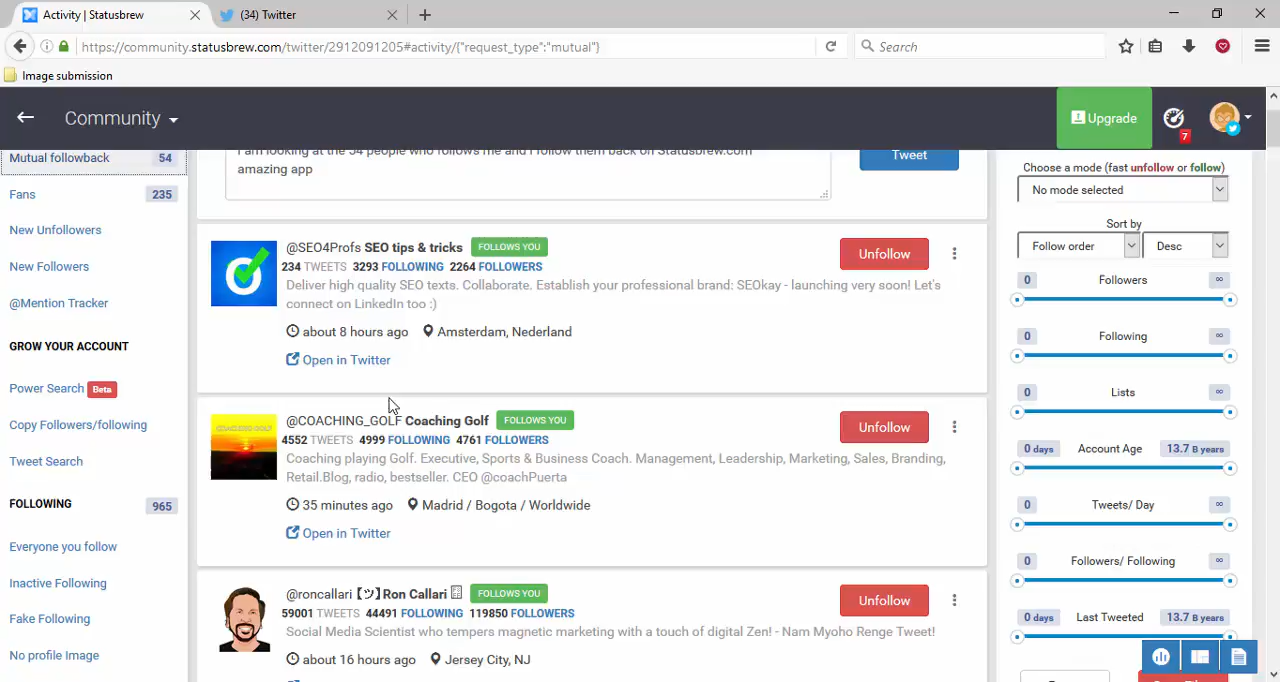 Activity | Statusbrew
(34) Twitter
https://community.statusbrew.com/twitter/2912091205#activity/{"request_type":"mutual"}
Search
Image submission
Community
Upgrade
7
Mutual followback 54
Fans 235
New Unfollowers
New Followers
@Mention Tracker
GROW YOUR ACCOUNT
Power Search Beta
Copy Followers/following
Tweet Search
FOLLOWING 965
Everyone you follow
Inactive Following
Fake Following
No profile Image
I am looking at the 54 people who follows me and I follow them back on Statusbrew.com
amazing app
Tweet
@SEO4Profs SEO tips & tricks FOLLOWS YOU
234 TWEETS 3293 FOLLOWING 2264 FOLLOWERS
Deliver high quality SEO texts. Collaborate. Establish your professional brand: SEOkay - launching very soon! Let's
connect on LinkedIn too :)
about 8 hours ago Amsterdam, Nederland
Open in Twitter
Unfollow
COACHING GOLF
@COACHING_GOLF Coaching Golf FOLLOWS YOU
4552 TWEETS 4999 FOLLOWING 4761 FOLLOWERS
Coaching playing Golf. Executive, Sports & Business Coach. Management, Leadership, Marketing, Sales, Branding,
Retail.Blog, radio, bestseller. CEO @coachPuerta
35 minutes ago Madrid / Bogota / Worldwide
Open in Twitter
Unfollow
@roncallari 【ツ】Ron Callari FOLLOWS YOU
59001 TWEETS 44491 FOLLOWING 119850 FOLLOWERS
Social Media Scientist who tempers magnetic marketing with a touch of digital Zen! - Nam Myoho Renge Tweet!
about 16 hours ago Jersey City, NJ
Unfollow
Choose a mode (fast unfollow or follow)
No mode selected
Sort by
Follow order Desc
0 Followers ∞
0 Following ∞
0 Lists ∞
0 days Account Age 13.7 B years
0 Tweets/ Day ∞
0 Followers/ Following ∞
0 days Last Tweeted 13.7 B years